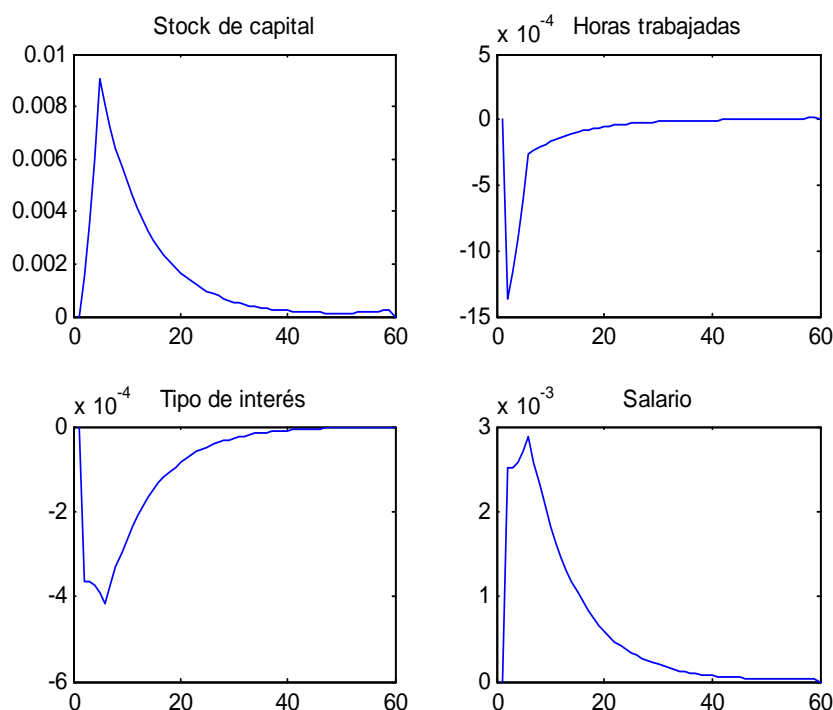 Stock de capital
0.01
0.008
0.006
0.004
0.002
0
0 20 40 60
x 10-4 Horas trabajadas
5
0
-5
-10
-15
0 20 40 60
x 10-4 Tipo de interés
0
-2
-4
-6
0 20 40 60
x 10-3 Salario
3
2
1
0
0 20 40 60